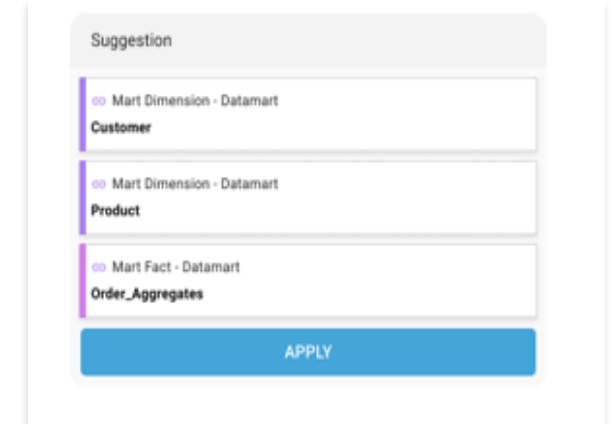 Suggestion
Mart Dimension - Datamart
Customer
Mart Dimension - Datamart
Product
Mart Fact - Datamart
Order_Aggregates
APPLY